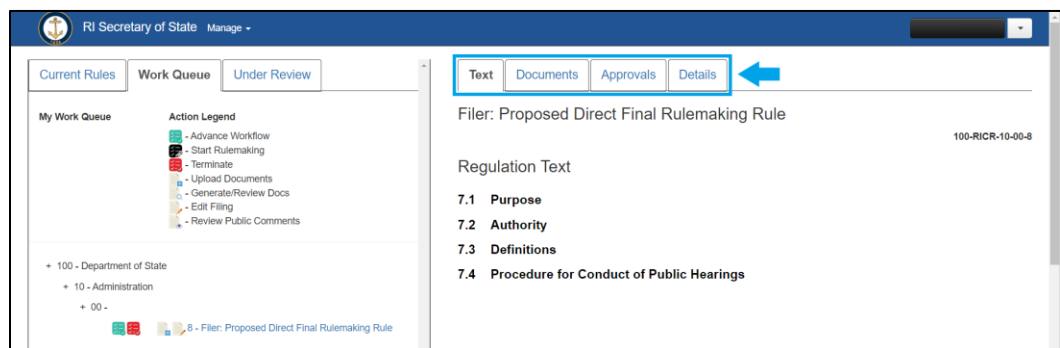 RI Secretary of State Manage
Current Rules Work Queue Under Review
My Work Queue Action Legend
- Advance Workflow
- Start Rulemaking
- Terminate
- Upload Documents
- Generate/Review Docs
- Edit Filing
- Review Public Comments
+ 100 - Department of State
+ 10 - Administration
+ 00 -
8 - Filer: Proposed Direct Final Rulemaking Rule
Text Documents Approvals Details
Filer: Proposed Direct Final Rulemaking Rule
100-RICR-10-00-8
Regulation Text
7.1 Purpose
7.2 Authority
7.3 Definitions
7.4 Procedure for Conduct of Public Hearings